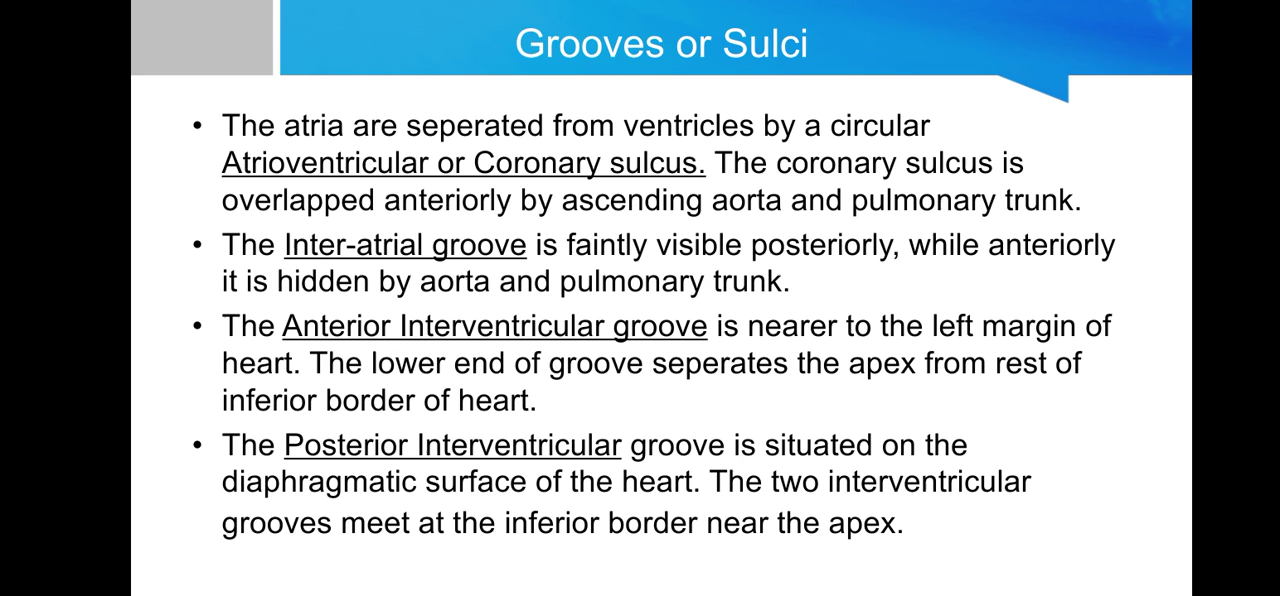 Grooves or Sulci
• The atria are seperated from ventricles by a circular
Atrioventricular or Coronary sulcus. The coronary sulcus is
overlapped anteriorly by ascending aorta and pulmonary trunk.
• The Inter-atrial groove is faintly visible posteriorly, while anteriorly
it is hidden by aorta and pulmonary trunk.
• The Anterior Interventricular groove is nearer to the left margin of
heart. The lower end of groove seperates the apex from rest of
inferior border of heart.
• The Posterior Interventricular groove is situated on the
diaphragmatic surface of the heart. The two interventricular
grooves meet at the inferior border near the apex.